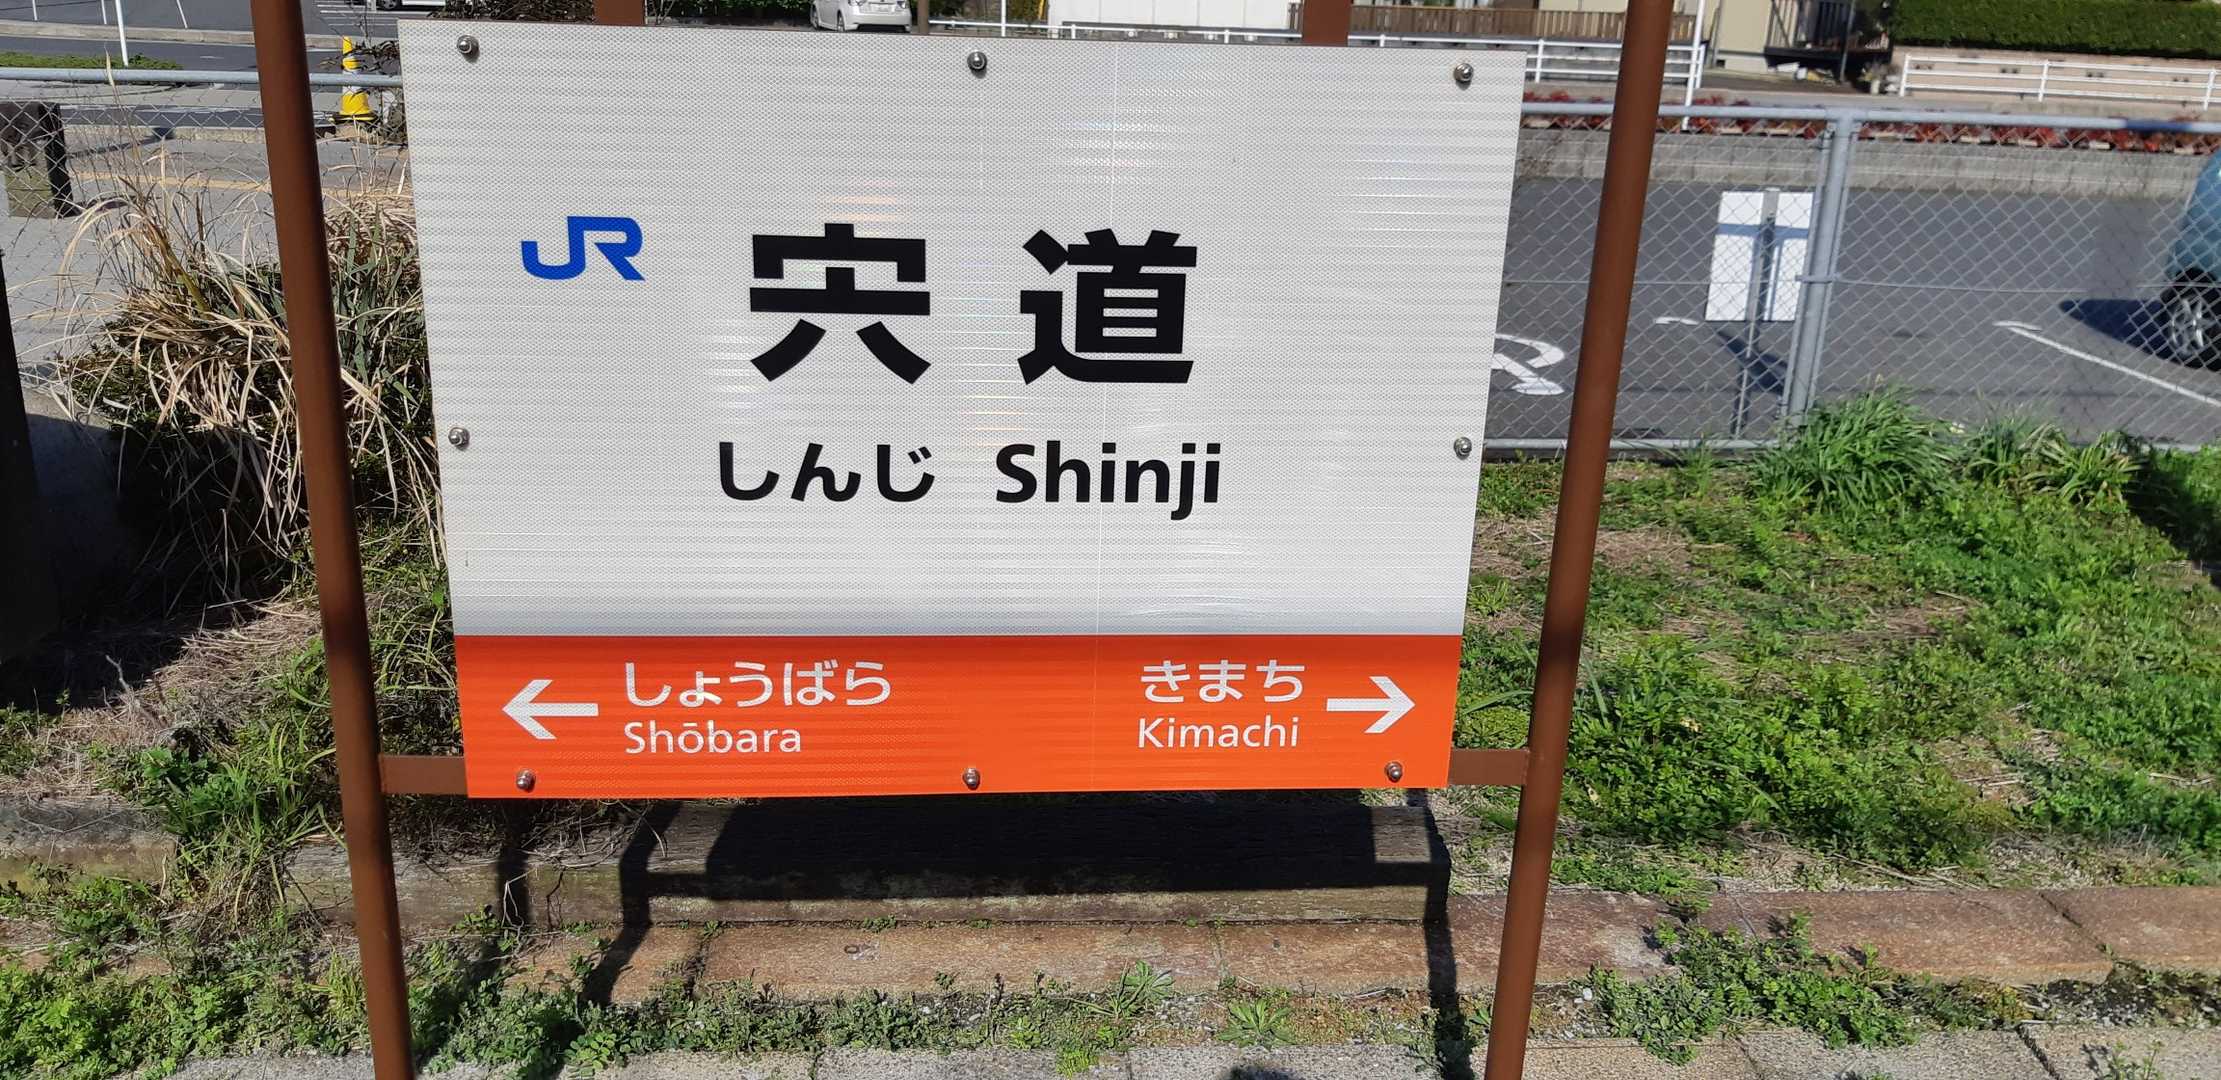 JR
宍道
しんじ Shinji
← しょうばら
Shōbara
きまち →
Kimachi